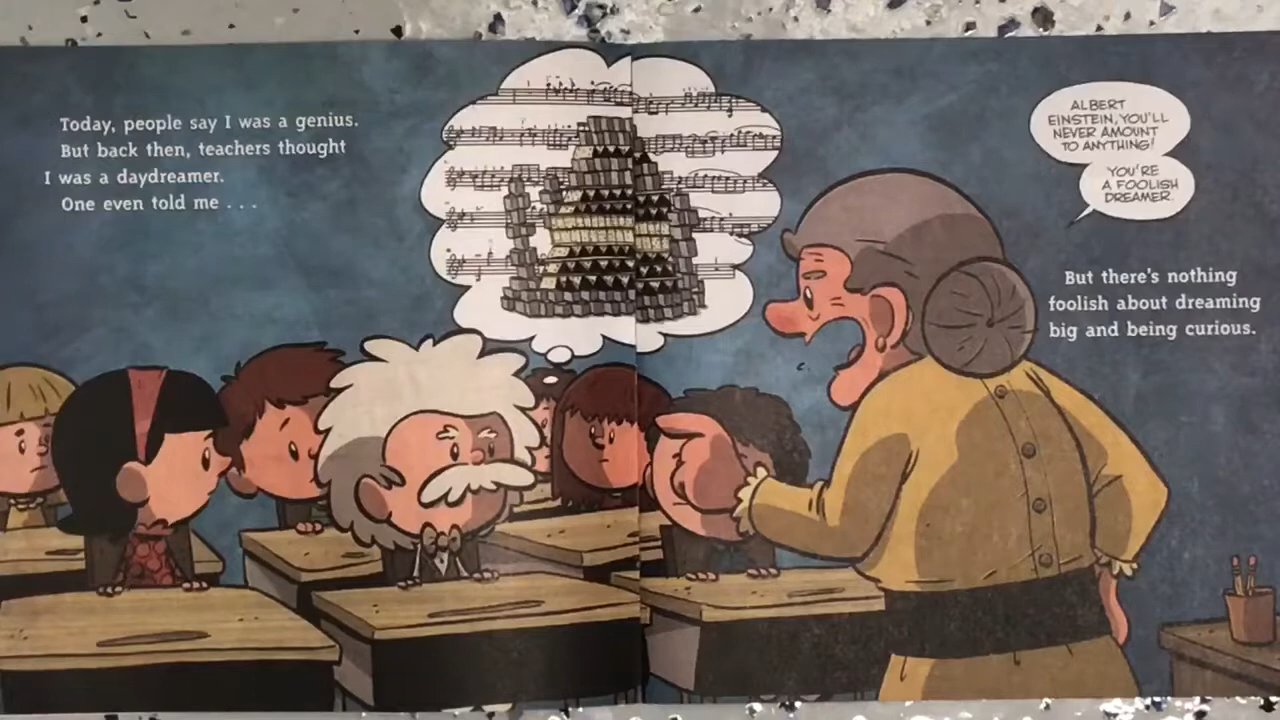 Today, people say I was a genius.
But back then, teachers thought
I was a daydreamer.
One even told me . . .
ALBERT
EINSTEIN, YOU'LL
NEVER AMOUNT
TO ANYTHING!
YOU'RE
A FOOLISH
DREAMER.
But there's nothing
foolish about dreaming
big and being curious.